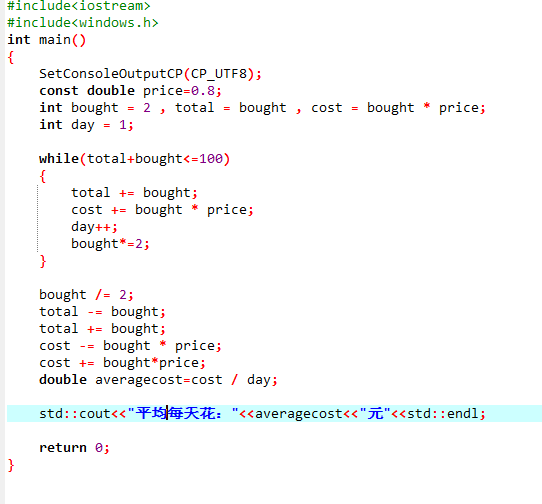 #include<iostream>
#include<windows.h>
int main()
{
    SetConsoleOutputCP(CP_UTF8);
    const double price=0.8;
    int bought = 2 , total = bought , cost = bought * price;
    int day = 1;

    while(total+bought<=100)
    {
        total += bought;
        cost += bought * price;
        day++;
        bought*=2;
    }

    bought /= 2;
    total -= bought;
    total += bought;
    cost -= bought * price;
    cost += bought*price;
    double averagecost=cost / day;

    std::cout<<"平均每天花："<<averagecost<<"元"<<std::endl;

    return 0;
}